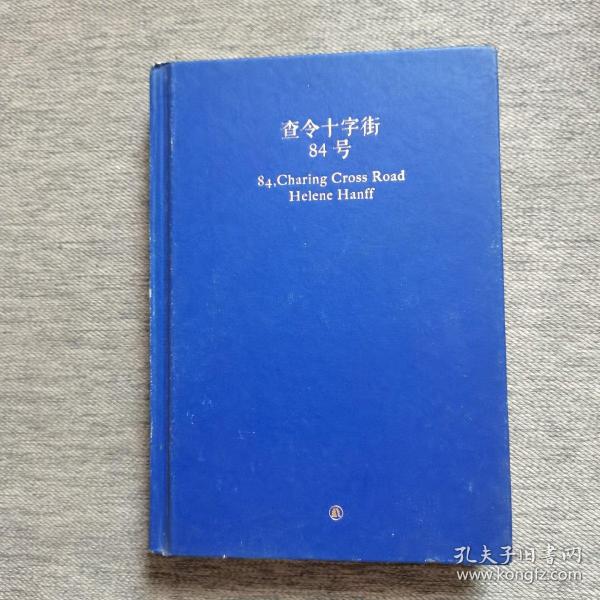 查令十字街
84号
84,Charing Cross Road
Helene Hanff
孔夫子旧书网
www.kongfz.com